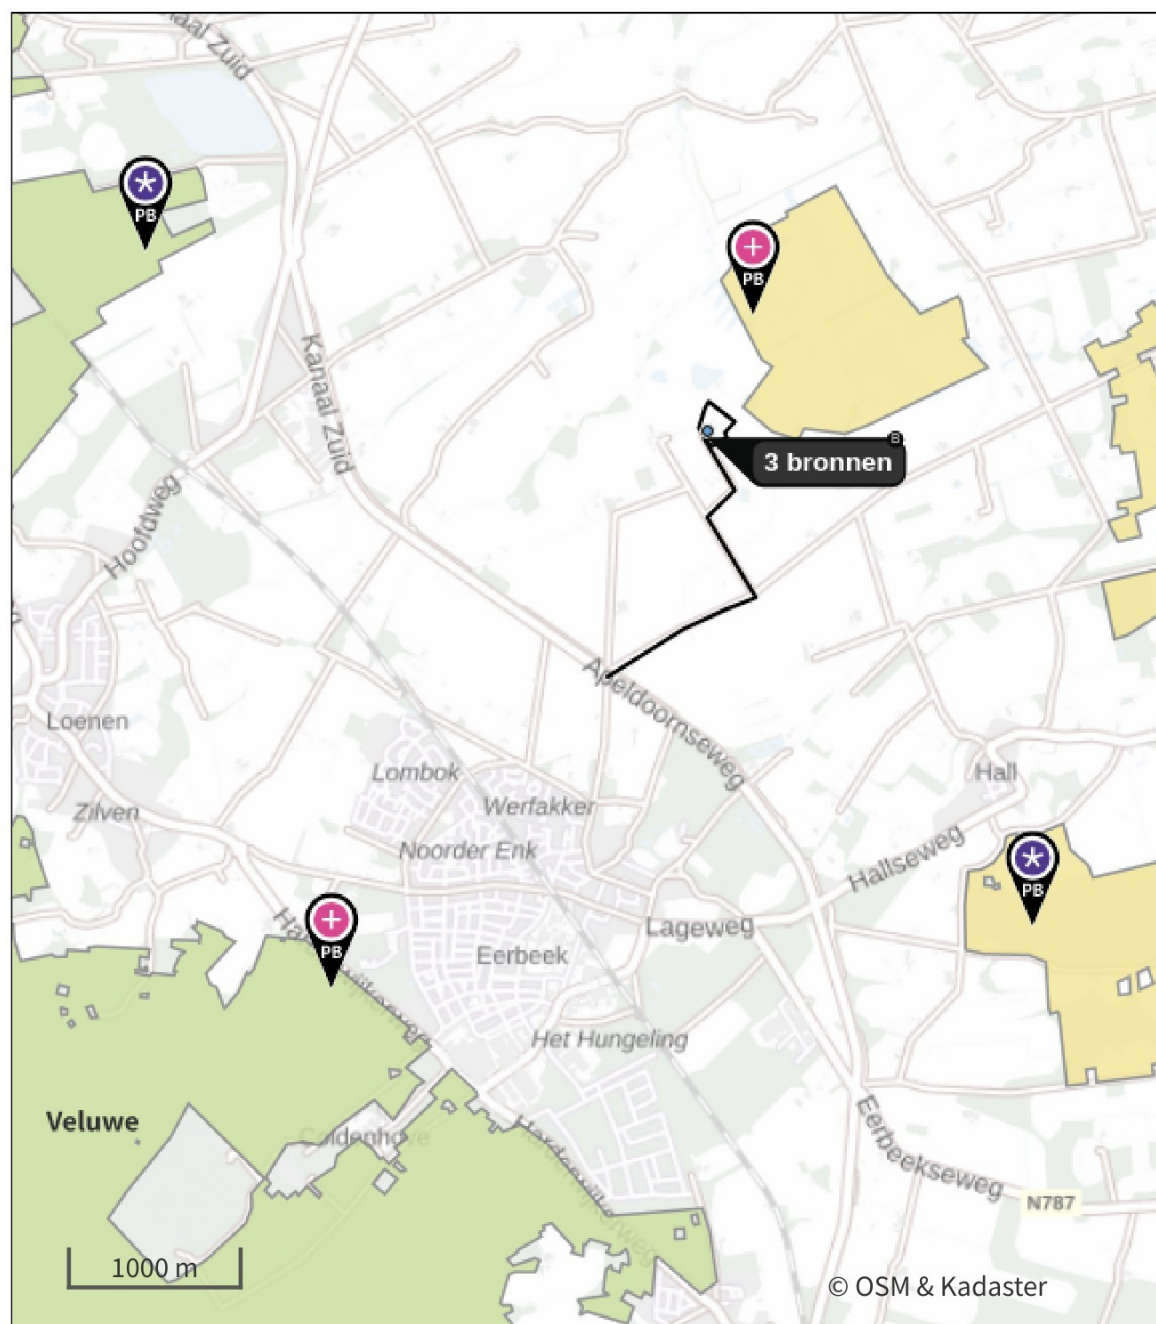 Kanaal Zuid
PB
PB
Kanaal Zuid
B
3 bronnen
Hoofdweg
Apeldoornseweg
Loenen
Lombok
Hall
Werfakker
Zilven
Noorder Enk
Hallseweg
PB
Lageweg
PB
Eerbeek
Het Hungeling
Veluwe
Coldenhove
Eerbeekseweg
N787
1000 m
© OSM & Kadaster